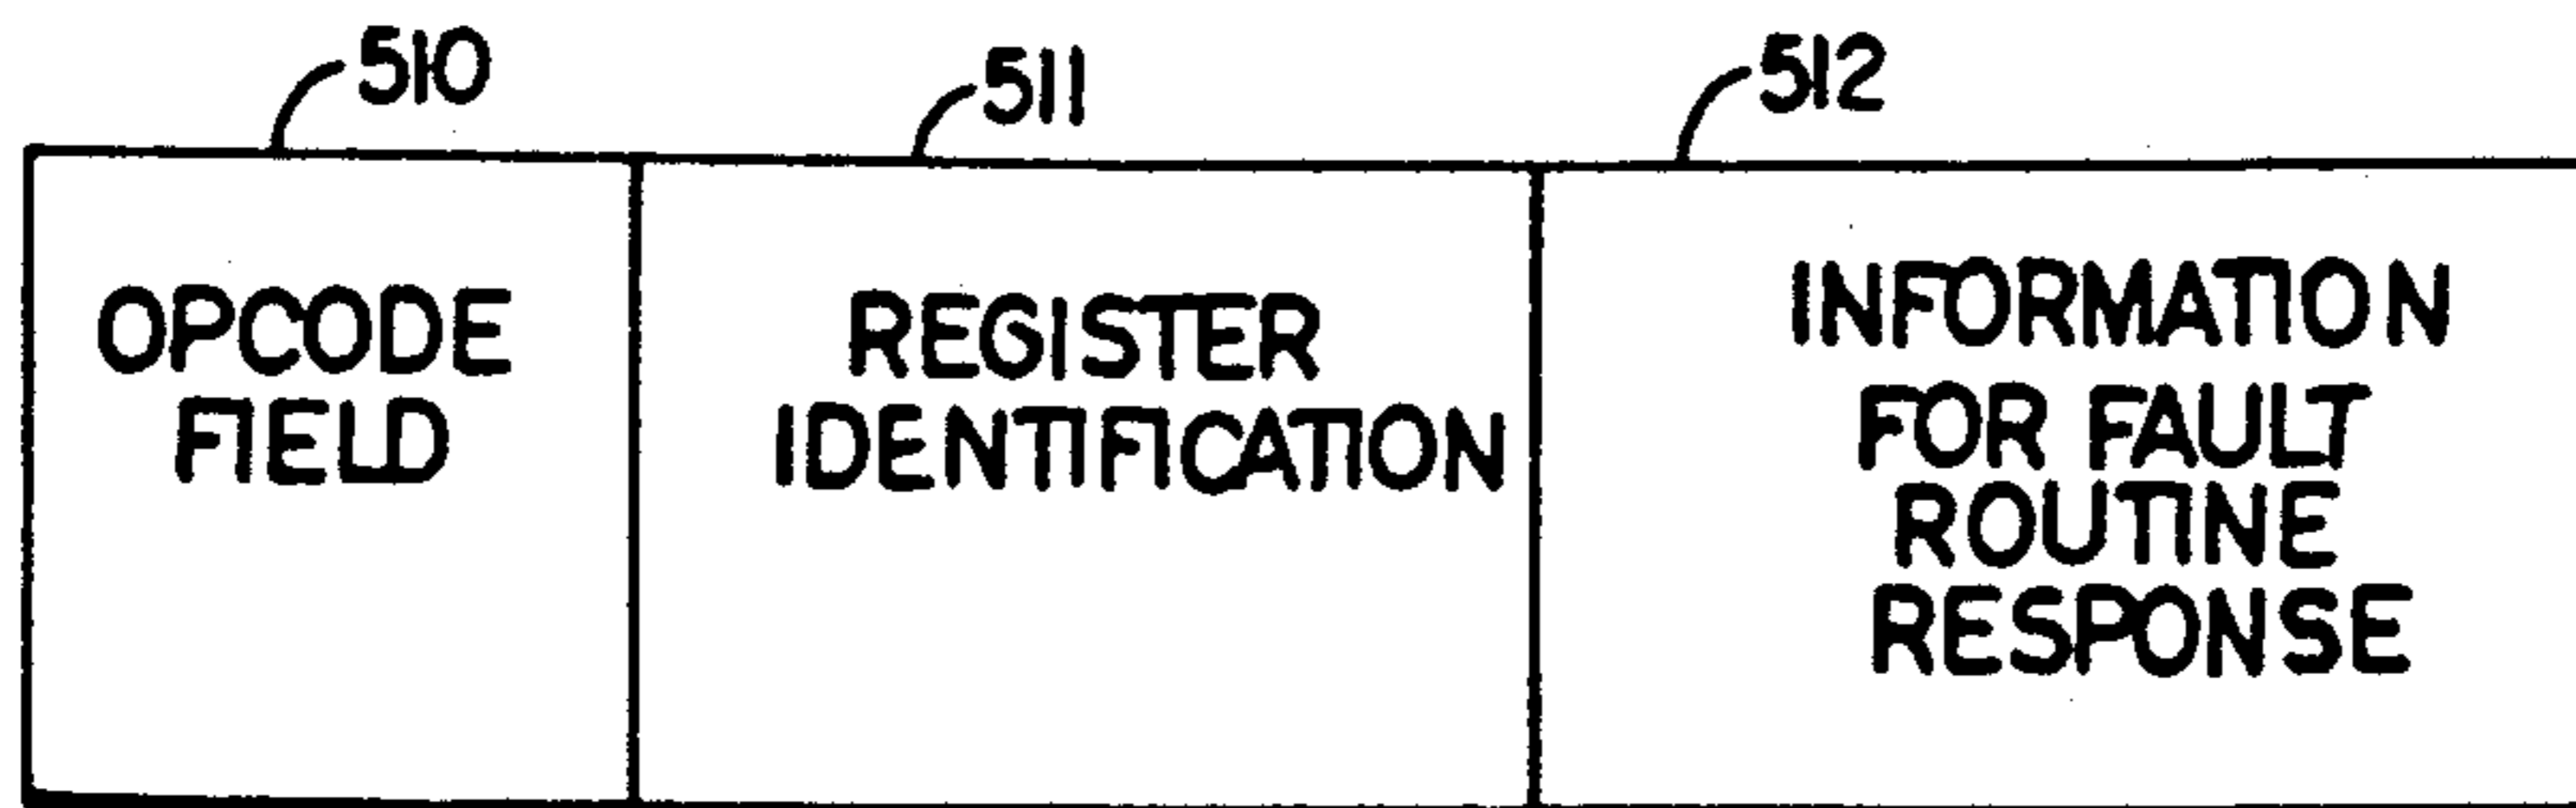 510
511
512
OPCODE
FIELD
REGISTER
IDENTIFICATION
INFORMATION
FOR FAULT
ROUTINE
RESPONSE